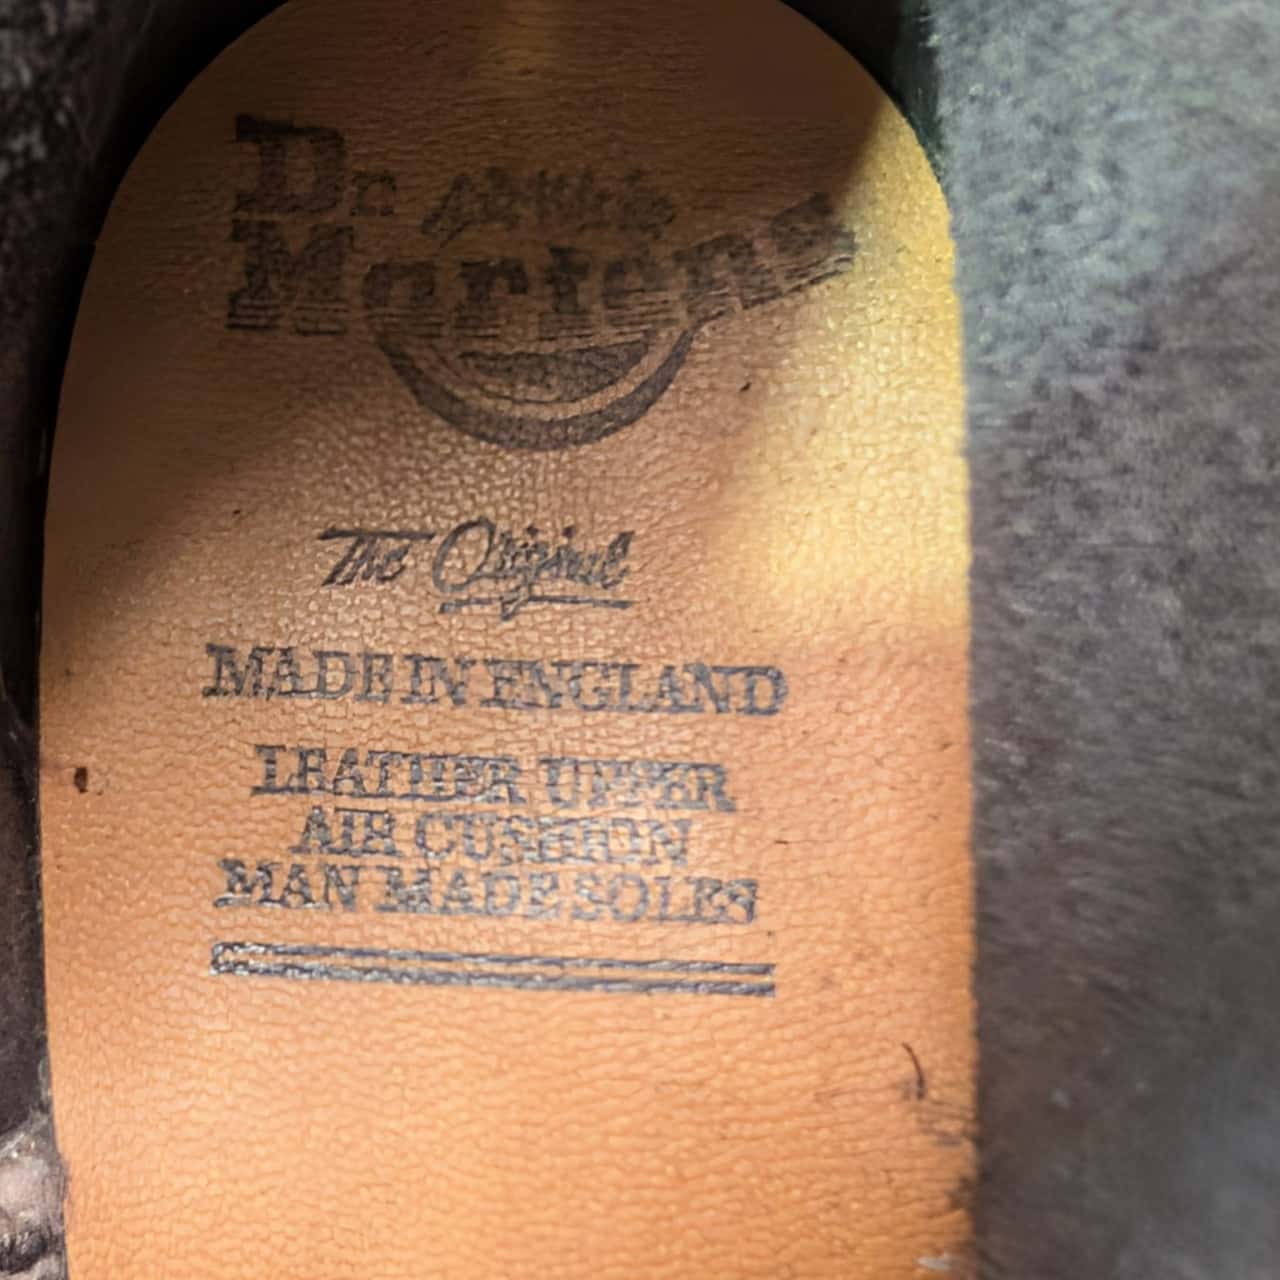 Dr.
Martens
The Original
MADE IN ENGLAND
LEATHER UPPER
AIR CUSHION
MAN MADE SOLES